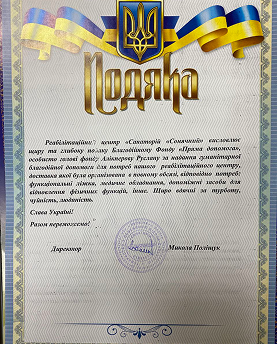 Подяка
Реабілітаційний центр «Санаторій «Сонячний» висловлює
щиру та глибоку подяку Благодійному Фонду «Пряма допомога»,
особисто голові фонду Алікперову Руслану за надання гуманітарної
благодійної допомоги для потреб нашого реабілітаційного центру,
доставка якої була організована в повному обсязі, відповідно потреб:
функціональні ліжка, медичне обладнання, допоміжні засоби для
відновлення фізичних функцій, інше. Щиро вдячні за турботу,
чуйність, людяність.
Слава Україні!
Разом переможемо!
Директор Микола Поліщук